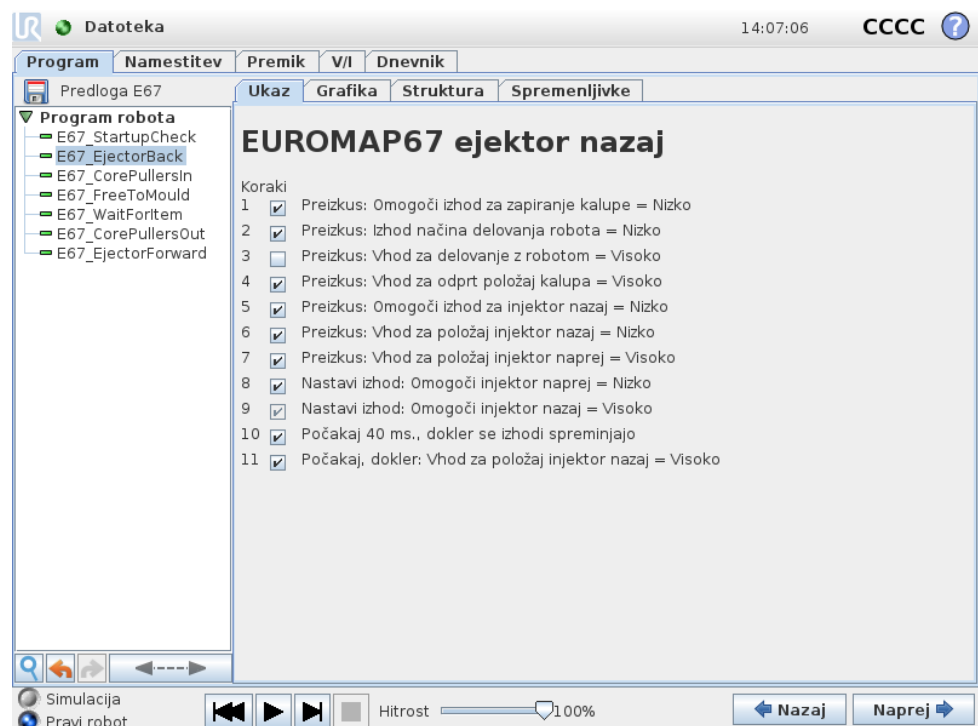 UR Datoteka 14:07:06 CCCC ?
Program Namestitev Premik V/I Dnevnik
Predloga E67 Ukaz Grafika Struktura Spremenljivke
Program robota
E67_StartupCheck
E67_EjectorBack
E67_CorePullersIn
E67_FreeToMould
E67_WaitForItem
E67_CorePullersOut
E67_EjectorForward
EUROMAP67 ejektor nazaj
Koraki
1 Preizkus: Omogoči izhod za zapiranje kalupe = Nizko
2 Preizkus: Izhod načina delovanja robota = Nizko
3 Preizkus: Vhod za delovanje z robotom = Visoko
4 Preizkus: Vhod za odprt položaj kalupa = Visoko
5 Preizkus: Omogoči izhod za injektor nazaj = Nizko
6 Preizkus: Vhod za položaj injektor nazaj = Nizko
7 Preizkus: Vhod za položaj injektor naprej = Visoko
8 Nastavi izhod: Omogoči injektor naprej = Nizko
9 Nastavi izhod: Omogoči injektor nazaj = Visoko
10 Počakaj 40 ms., dokler se izhodi spreminjajo
11 Počakaj, dokler: Vhod za položaj injektor nazaj = Visoko
Simulacija
Pravi robot
Hitrost 100% Nazaj Naprej